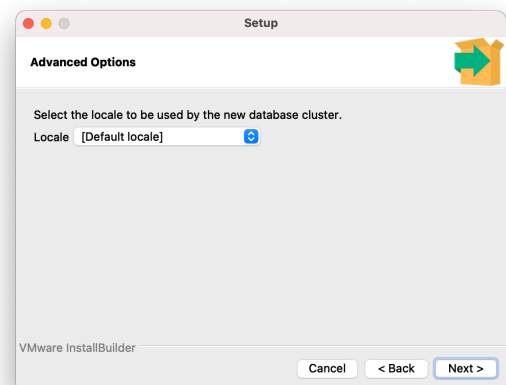 Setup
Advanced Options
Select the locale to be used by the new database cluster.
Locale [Default locale]
VMware InstallBuilder
Cancel < Back Next >